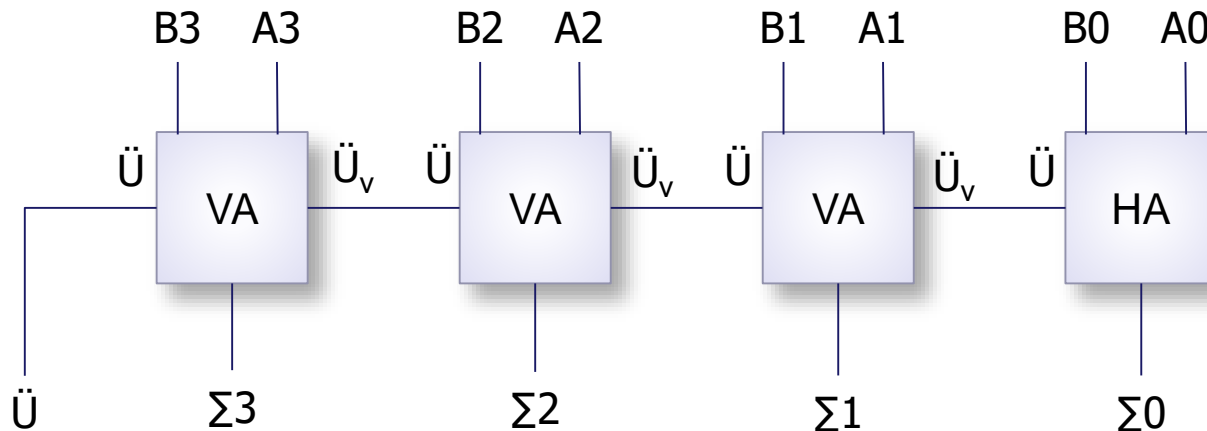 B3 A3 B2 A2 B1 A1 B0 A0
Ü Üv Ü Üv Ü Üv Ü
VA VA VA HA
Ü Σ3 Σ2 Σ1 Σ0